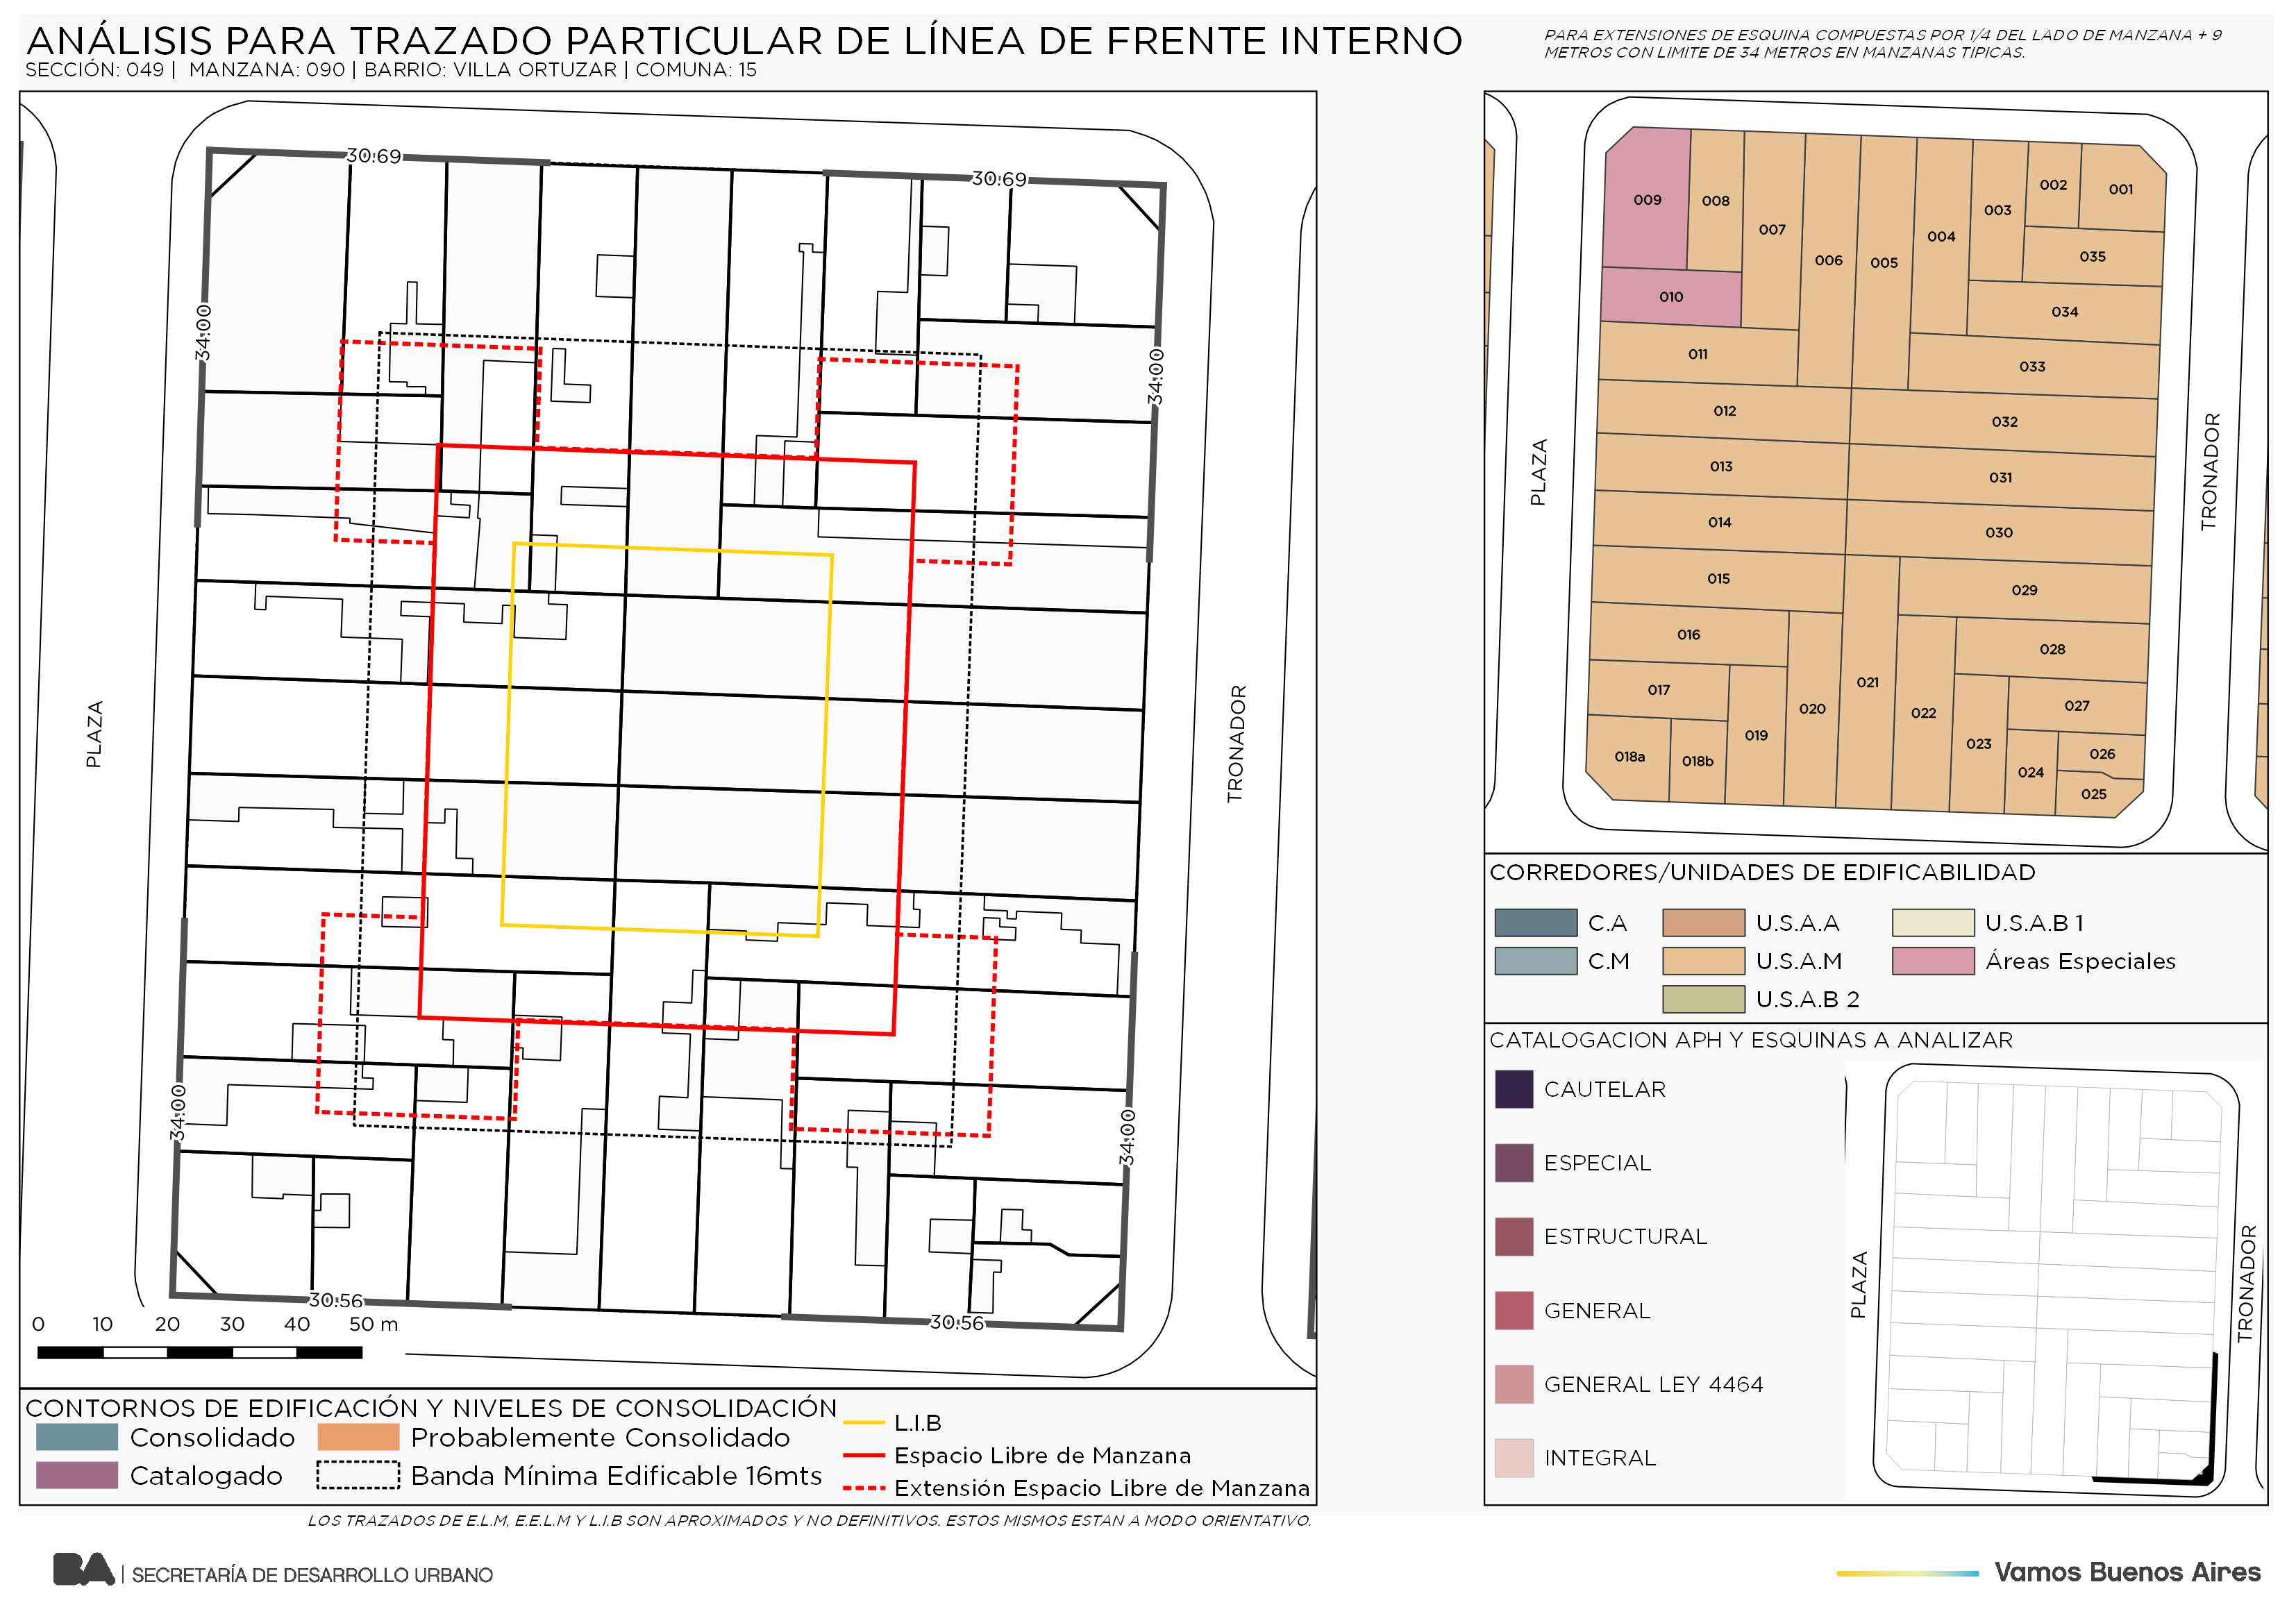 ANÁLISIS PARA TRAZADO PARTICULAR DE LÍNEA DE FRENTE INTERNO
SECCIÓN: 049 | MANZANA: 090 | BARRIO: VILLA ORTUZAR | COMUNA: 15
PARA EXTENSIONES DE ESQUINA COMPUESTAS POR 1/4 DEL LADO DE MANZANA + 9
METROS CON LIMITE DE 34 METROS EN MANZANAS TIPICAS.
30.69
30.69
34.00
34.00
PLAZA
TRONADOR
34.00
34.00
30.56
30.56
0 10 20 30 40 50 m
CONTORNOS DE EDIFICACIÓN Y NIVELES DE CONSOLIDACIÓN
Consolidado
Probablemente Consolidado
Catalogado
Banda Mínima Edificable 16mts
L.I.B
Espacio Libre de Manzana
Extensión Espacio Libre de Manzana
LOS TRAZADOS DE E.L.M, E.E.L.M Y L.I.B SON APROXIMADOS Y NO DEFINITIVOS. ESTOS MISMOS ESTAN A MODO ORIENTATIVO.
009
008
007
006
005
004
003
002
001
035
034
010
011
033
012
032
013
031
014
030
015
029
016
028
017
021
027
020
022
019
023
026
018a
018b
024
025
PLAZA
TRONADOR
CORREDORES/UNIDADES DE EDIFICABILIDAD
C.A
U.S.A.A
U.S.A.B 1
C.M
U.S.A.M
Áreas Especiales
U.S.A.B 2
CATALOGACION APH Y ESQUINAS A ANALIZAR
CAUTELAR
ESPECIAL
ESTRUCTURAL
GENERAL
GENERAL LEY 4464
INTEGRAL
PLAZA
TRONADOR
BA | SECRETARÍA DE DESARROLLO URBANO
Vamos Buenos Aires